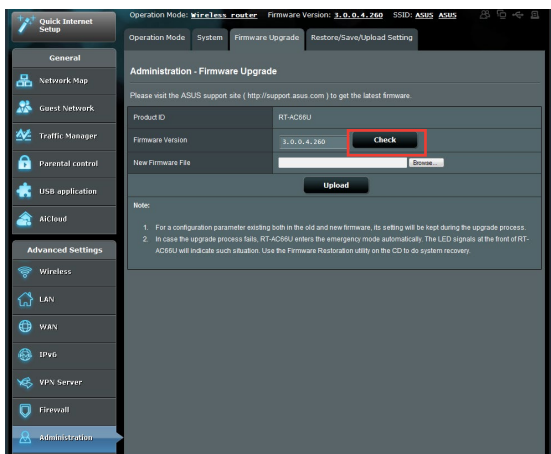 Quick Internet
Setup
General
Network Map
Guest Network
Traffic Manager
Parental control
USB application
AiCloud
Advanced Settings
Wireless
LAN
WAN
IPv6
VPN Server
Firewall
Administration
Operation Mode: Wireless router Firmware Version: 3.0.0.4.260 SSID: ASUS ASUS
Operation Mode System Firmware Upgrade Restore/Save/Upload Setting
Administration - Firmware Upgrade
Please visit the ASUS support site ( http://support.asus.com ) to get the latest firmware.
Product ID RT-AC66U
Firmware Version 3.0.0.4.260 Check
New Firmware File Browse...
Upload
Note:
1. For a configuration parameter existing both in the old and new firmware, its setting will be kept during the upgrade process.
2. In case the upgrade process fails, RT-AC66U enters the emergency mode automatically. The LED signals at the front of RT-
AC66U will indicate such situation. Use the Firmware Restoration utility on the CD to do system recovery.